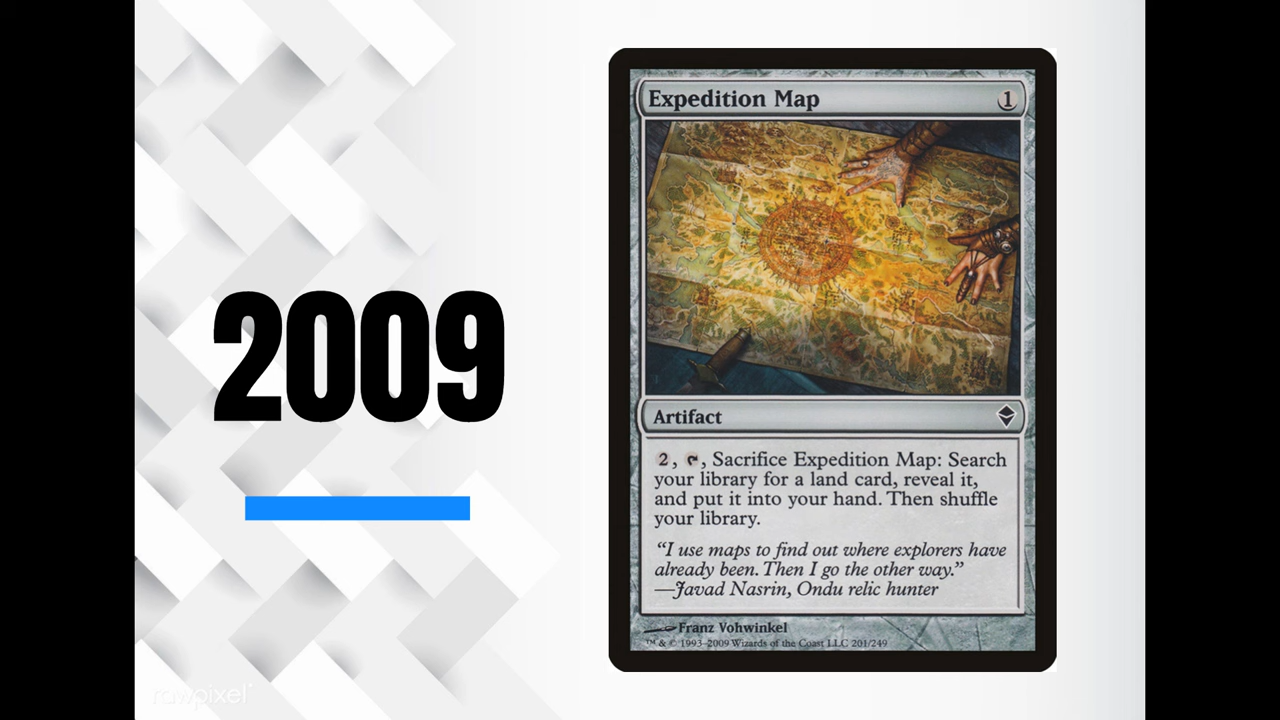 2009
Expedition Map
1
Artifact
2, , Sacrifice Expedition Map: Search
your library for a land card, reveal it,
and put it into your hand. Then shuffle
your library.
“I use maps to find out where explorers have
already been. Then I go the other way.”
—Javad Nasrin, Ondu relic hunter
Franz Vohwinkel
™ & © 1993–2009 Wizards of the Coast LLC 201/249
rawpixel